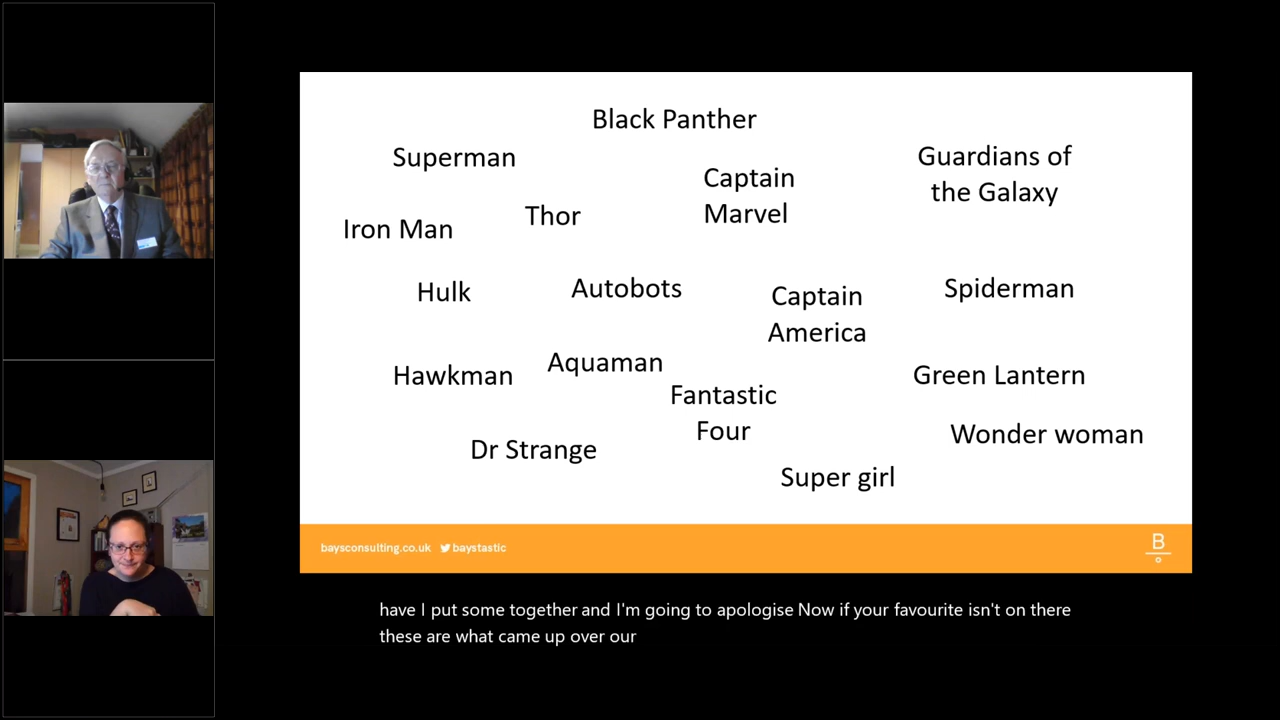 Black Panther
Superman
Captain
Marvel
Guardians of
the Galaxy
Iron Man
Thor
Hulk
Autobots
Captain
America
Spiderman
Hawkman
Aquaman
Fantastic
Four
Green Lantern
Dr Strange
Wonder woman
Super girl
baysconsulting.co.uk baystastic
B
have I put some together and I'm going to apologise Now if your favourite isn't on there
these are what came up over our